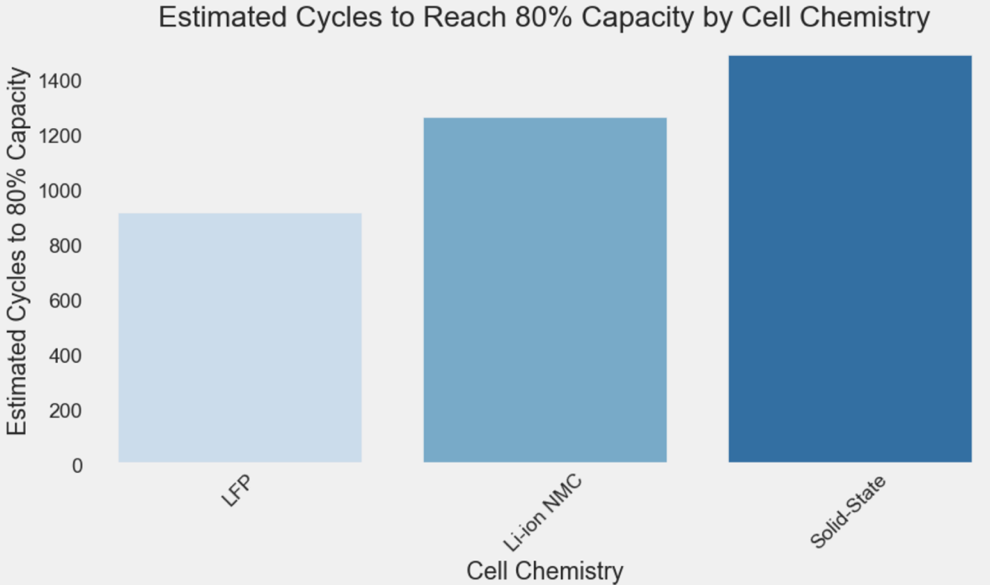 Estimated Cycles to Reach 80% Capacity by Cell Chemistry
Estimated Cycles to 80% Capacity
1400
1200
1000
800
600
400
200
0
LFP
Li-ion NMC
Solid-State
Cell Chemistry